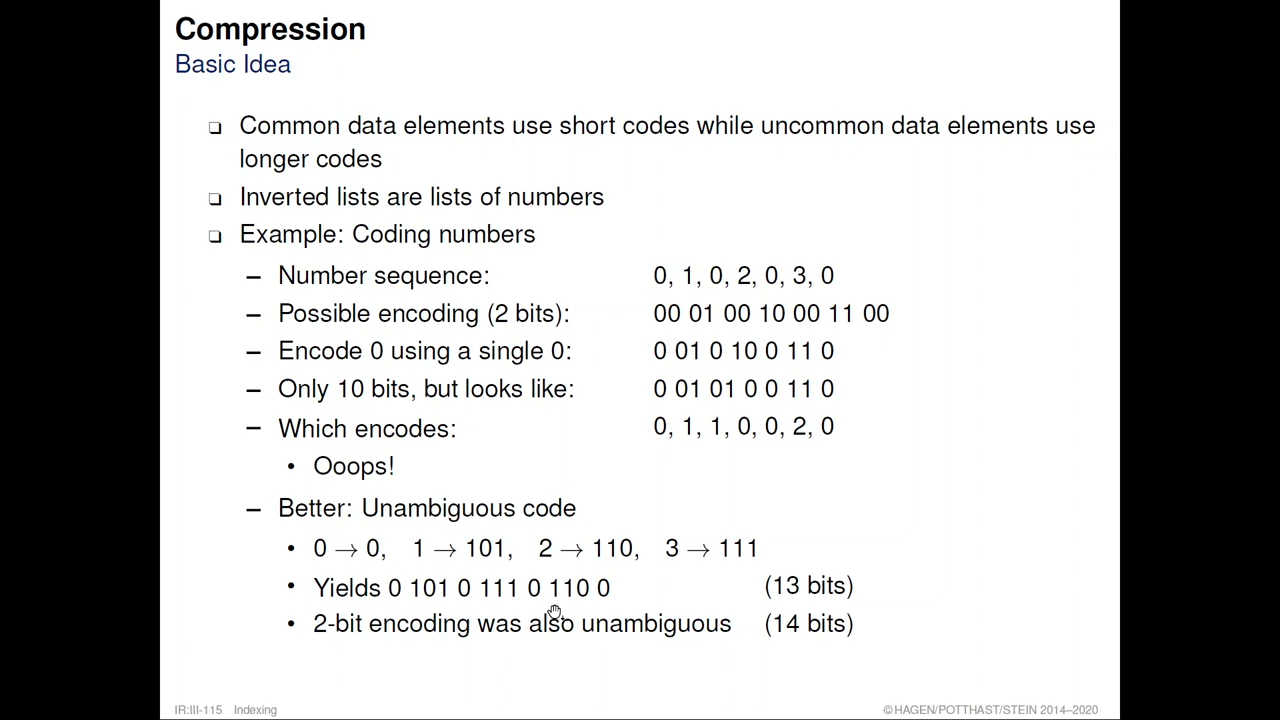 Compression
Basic Idea
❏ Common data elements use short codes while uncommon data elements use
longer codes
❏ Inverted lists are lists of numbers
❏ Example: Coding numbers
– Number sequence: 0, 1, 0, 2, 0, 3, 0
– Possible encoding (2 bits): 00 01 00 10 00 11 00
– Encode 0 using a single 0: 0 01 0 10 0 11 0
– Only 10 bits, but looks like: 0 01 01 0 0 11 0
– Which encodes: 0, 1, 1, 0, 0, 2, 0
• Ooops!
– Better: Unambiguous code
• 0 → 0, 1 → 101, 2 → 110, 3 → 111
• Yields 0 101 0 111 0 110 0 (13 bits)
• 2-bit encoding was also unambiguous (14 bits)
IR:III-115 Indexing © HAGEN/POTTHAST/STEIN 2014–2020